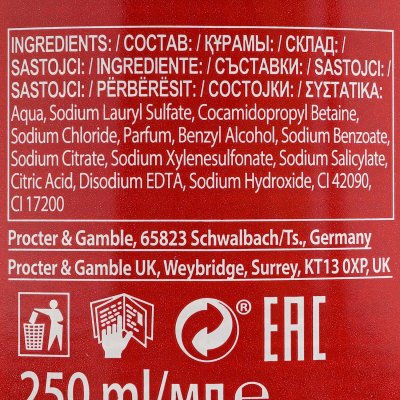 INGREDIENTS: / СОСТАВ: / ҚҰРАМЫ: / СКЛАД: /
SASTOJCI: / INGREDIENTE: / СЪСТАВКИ: / SASTOJCI: /
SASTOJCI: / PËRBËRËSIT: / СОСТОЈКИ: / ΣΥΣΤΑΤΙΚΑ:
Aqua, Sodium Lauryl Sulfate, Cocamidopropyl Betaine,
Sodium Chloride, Parfum, Benzyl Alcohol, Sodium Benzoate,
Sodium Citrate, Sodium Xylenesulfonate, Sodium Salicylate,
Citric Acid, Disodium EDTA, Sodium Hydroxide, CI 42090,
CI 17200
Procter & Gamble, 65823 Schwalbach/Ts., Germany
Procter & Gamble UK, Weybridge, Surrey, KT13 0XP, UK
® EAC
250 ml/мл e